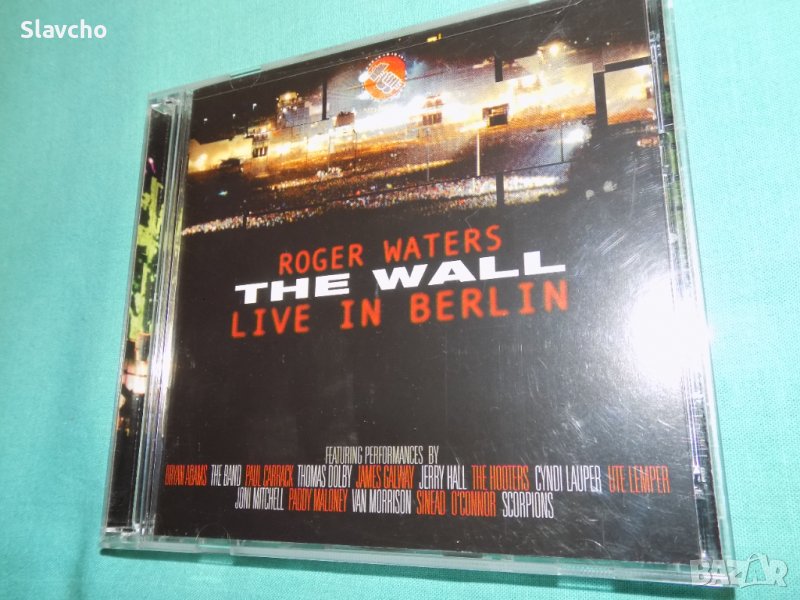 Slavcho
ROGER WATERS
THE WALL
LIVE IN BERLIN
FEATURING PERFORMANCES BY
BRYAN ADAMS THE BAND PAUL CARRACK THOMAS DOLBY JAMES GALWAY JERRY HALL THE HOOTERS CYNDI LAUPER UTE LEMPER
JONI MITCHELL PADDY MALONEY VAN MORRISON SINEAD O'CONNOR SCORPIONS
BAZAR